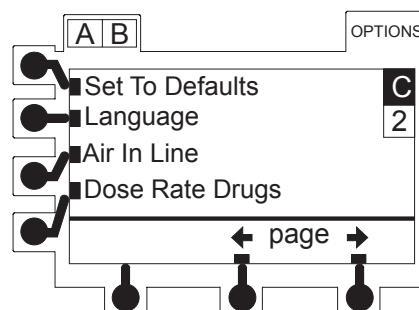 A B
OPTIONS
Set To Defaults
C
Language
2
Air In Line
Dose Rate Drugs
page